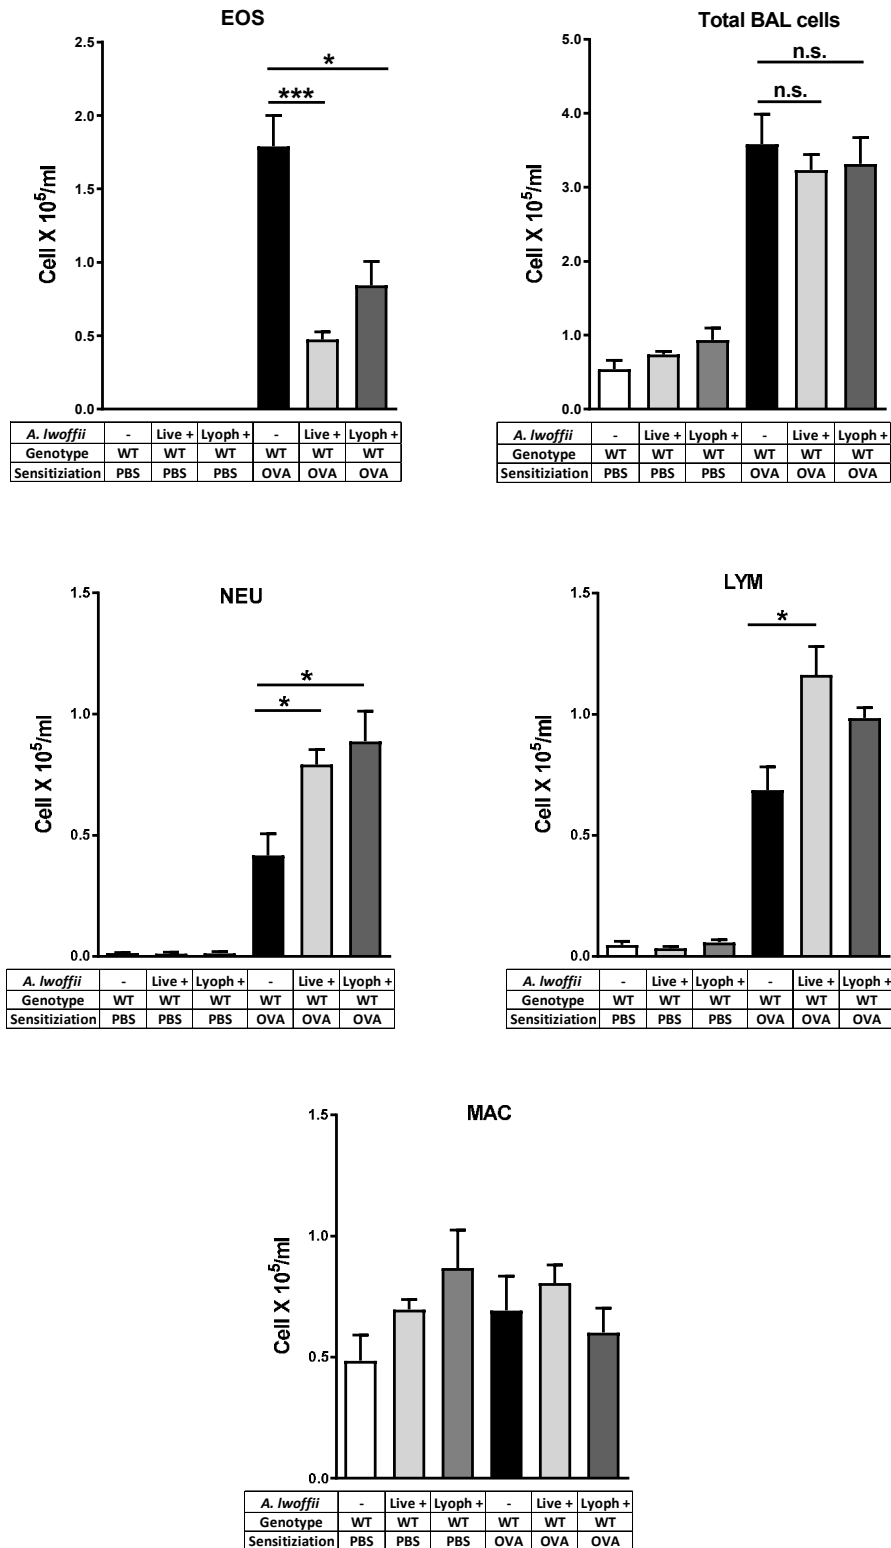 EOS
2.5
*
2.0
***
1.5
Cell X 10⁵/ml
1.0
0.5
0.0
A. lwoffii - Live + Lyoph + - Live + Lyoph +
Genotype WT WT WT WT WT WT
Sensitiziation PBS PBS PBS OVA OVA OVA
Total BAL cells
5.0
n.s.
n.s.
4.0
3.0
Cell X 10⁵/ml
2.0
1.0
0.0
A. lwoffii - Live + Lyoph + - Live + Lyoph +
Genotype WT WT WT WT WT WT
Sensitiziation PBS PBS PBS OVA OVA OVA
NEU
1.5
*
*
1.0
Cell X 10⁵/ml
0.5
0.0
A. lwoffii - Live + Lyoph + - Live + Lyoph +
Genotype WT WT WT WT WT WT
Sensitiziation PBS PBS PBS OVA OVA OVA
LYM
1.5
*
1.0
Cell X 10⁵/ml
0.5
0.0
A. lwoffii - Live + Lyoph + - Live + Lyoph +
Genotype WT WT WT WT WT WT
Sensitiziation PBS PBS PBS OVA OVA OVA
MAC
1.5
1.0
Cell X 10⁵/ml
0.5
0.0
A. lwoffii - Live + Lyoph + - Live + Lyoph +
Genotype WT WT WT WT WT WT
Sensitiziation PBS PBS PBS OVA OVA OVA